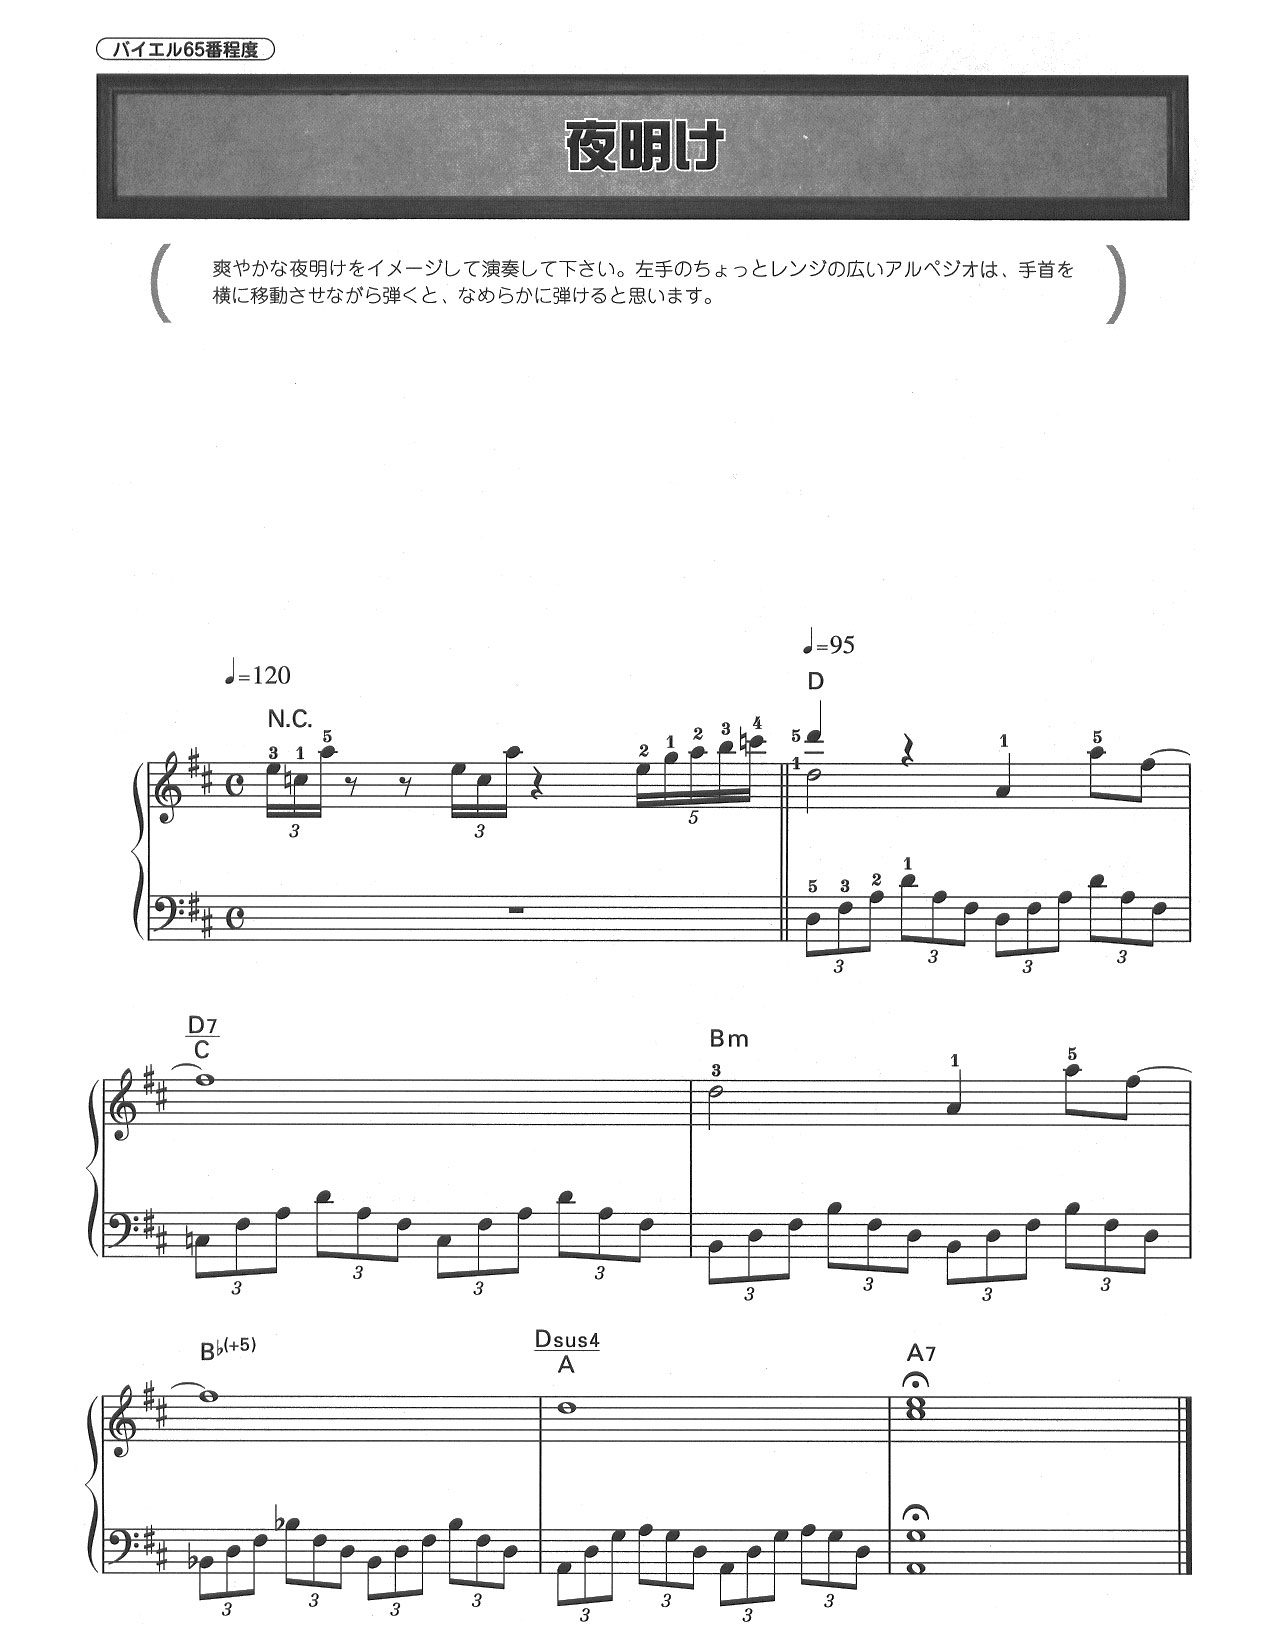 バイエル65番程度
夜明け
爽やかな夜明けをイメージして演奏して下さい。左手のちょっとレンジの広いアルペジオは、手首を
横に移動させながら弾くと、なめらかに弾けると思います。
♩=95
♩=120
D
N.C.
3 1 5 2 1 2 3 4 5 1 1 5
3 3 5
5 3 2 1
3 3 3 3
D7
C
Bm
3 1 5
3 3 3 3 3 3 3 3
B♭(+5)
Dsus4
A
A7
3 3 3 3 3 3 3 3